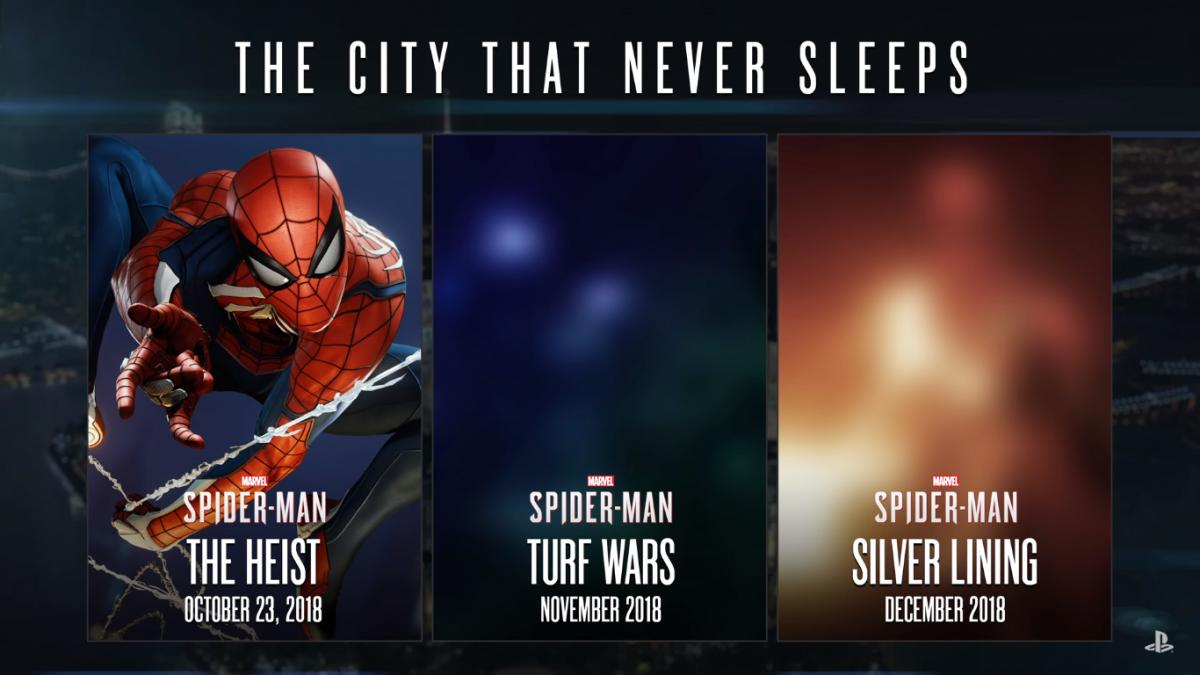 THE CITY THAT NEVER SLEEPS
MARVEL
SPIDER-MAN
THE HEIST
OCTOBER 23, 2018
MARVEL
SPIDER-MAN
TURF WARS
NOVEMBER 2018
MARVEL
SPIDER-MAN
SILVER LINING
DECEMBER 2018